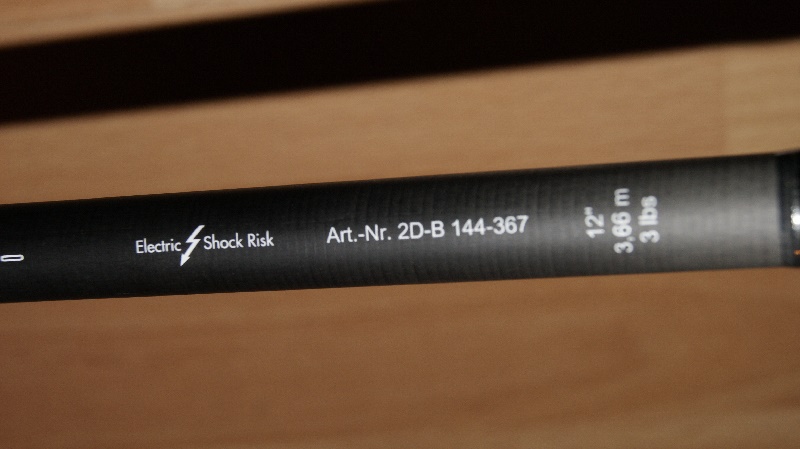 Electric Shock Risk
Art.-Nr. 2D-B 144-367
12"
3,66 m
3 lbs